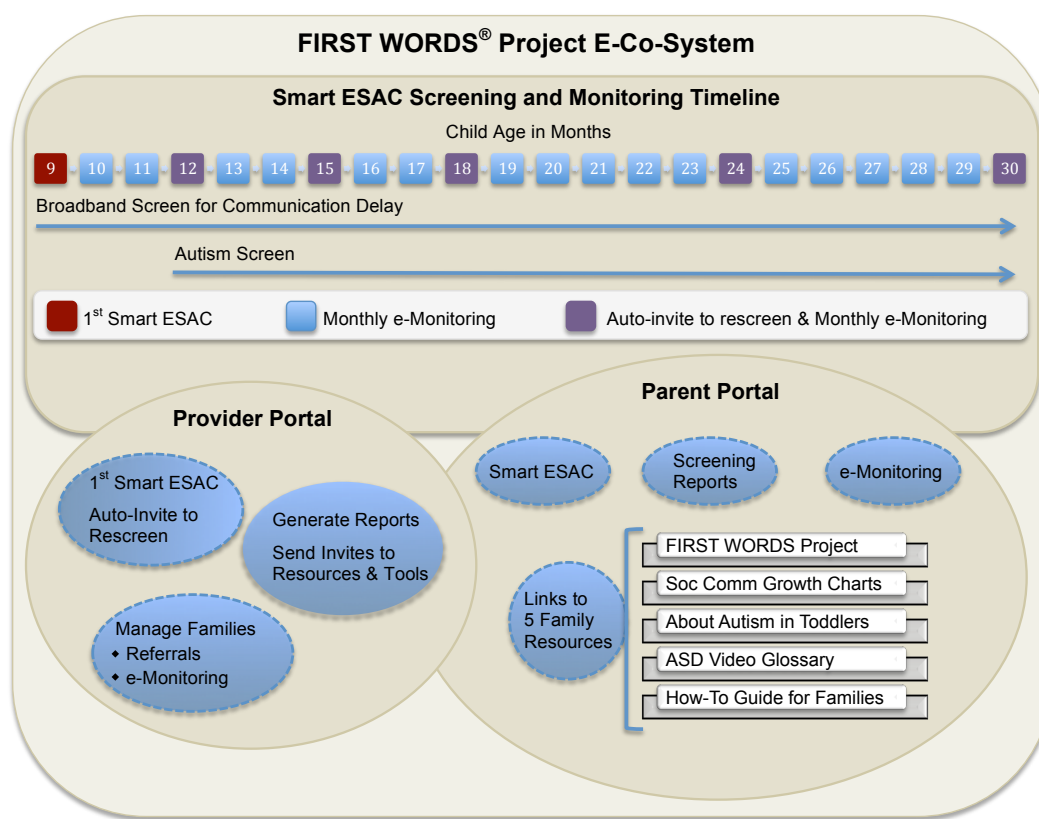 FIRST WORDS® Project E-Co-System
Smart ESAC Screening and Monitoring Timeline
Child Age in Months
9 10 11 12 13 14 15 16 17 18 19 20 21 22 23 24 25 26 27 28 29 30
Broadband Screen for Communication Delay
Autism Screen
1st Smart ESAC
Monthly e-Monitoring
Auto-invite to rescreen & Monthly e-Monitoring
Provider Portal
1st Smart ESAC
Auto-Invite to
Rescreen
Generate Reports
Send Invites to
Resources & Tools
Manage Families
◆ Referrals
◆ e-Monitoring
Parent Portal
Smart ESAC
Screening
Reports
e-Monitoring
Links to
5 Family
Resources
FIRST WORDS Project
Soc Comm Growth Charts
About Autism in Toddlers
ASD Video Glossary
How-To Guide for Families